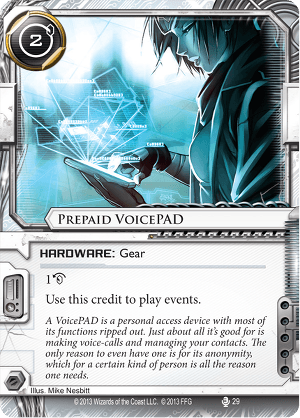 2
PREPAID VOICEPAD
HARDWARE: Gear
1
Use this credit to play events.
A VoicePAD is a personal access device with most of
its functions ripped out. Just about all it's good for is
making voice-calls and managing your contacts. The
only reason to even have one is for its anonymity,
which for a certain kind of person is all the reason
one needs.
Illus. Mike Nesbitt
© 2013 Wizards of the Coast LLC. © 2013 FFG
29